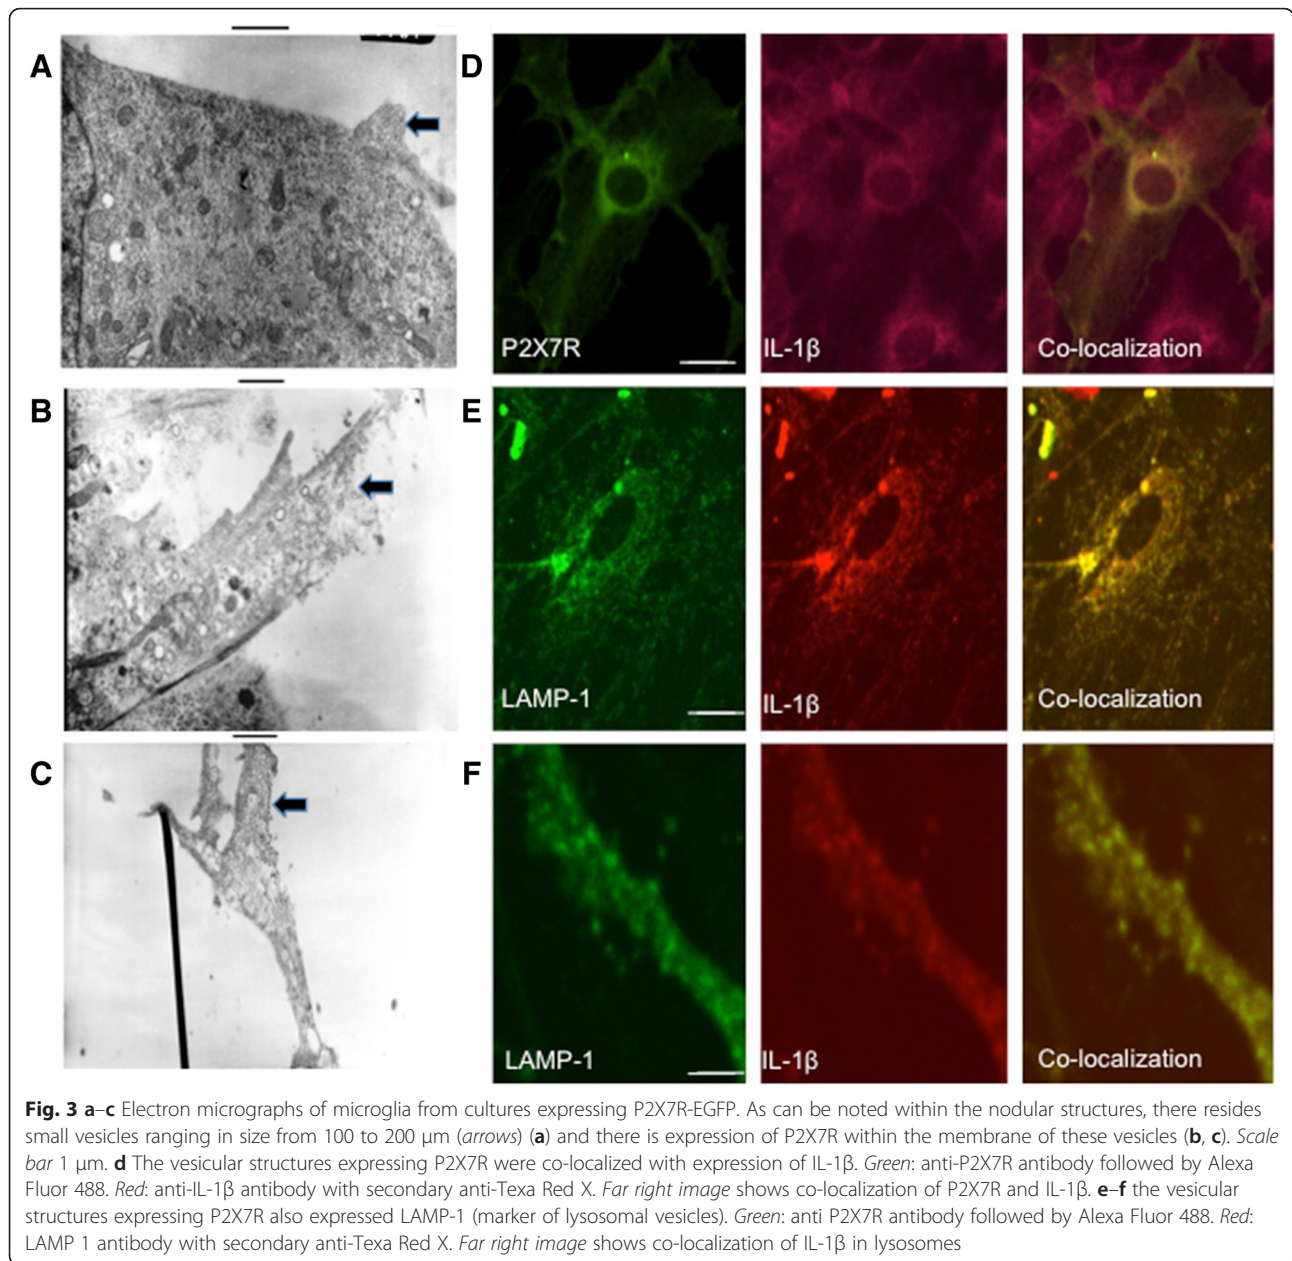 A
D
P2X7R
IL-1β
Co-localization
B
E
LAMP-1
IL-1β
Co-localization
C
F
LAMP-1
IL-1β
Co-localization
Fig. 3 a–c Electron micrographs of microglia from cultures expressing P2X7R-EGFP. As can be noted within the nodular structures, there resides
small vesicles ranging in size from 100 to 200 μm (arrows) (a) and there is expression of P2X7R within the membrane of these vesicles (b, c). Scale
bar 1 μm. d The vesicular structures expressing P2X7R were co-localized with expression of IL-1β. Green: anti-P2X7R antibody followed by Alexa
Fluor 488. Red: anti-IL-1β antibody with secondary anti-Texa Red X. Far right image shows co-localization of P2X7R and IL-1β. e–f the vesicular
structures expressing P2X7R also expressed LAMP-1 (marker of lysosomal vesicles). Green: anti P2X7R antibody followed by Alexa Fluor 488. Red:
LAMP 1 antibody with secondary anti-Texa Red X. Far right image shows co-localization of IL-1β in lysosomes